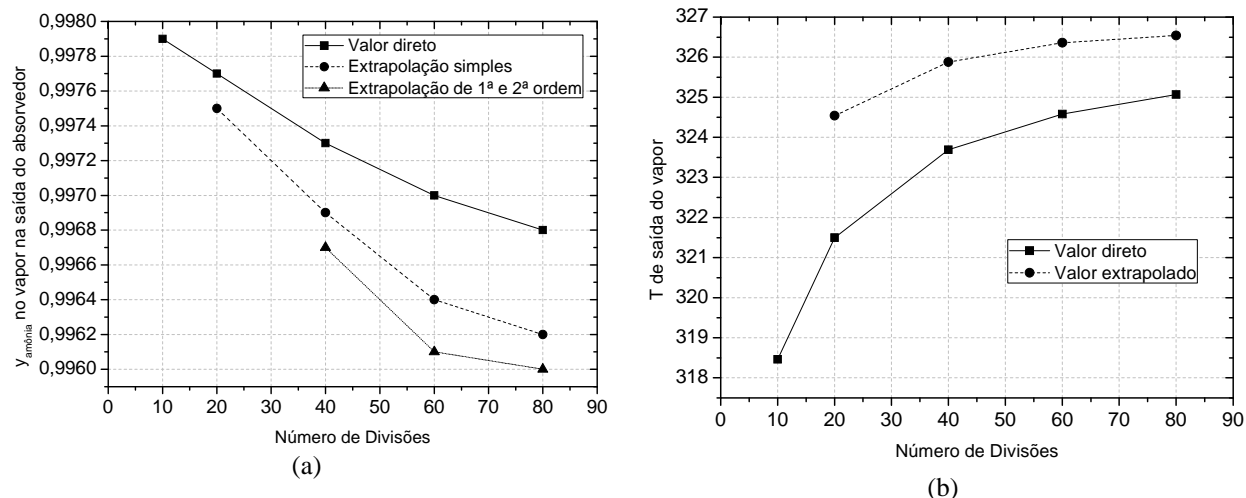 0,9980
0,9978
0,9976
0,9974
0,9972
0,9970
0,9968
0,9966
0,9964
0,9962
0,9960
y amônia no vapor na saída do absorvedor
Valor direto
Extrapolação simples
Extrapolação de 1ª e 2ª ordem
0 10 20 30 40 50 60 70 80 90
Número de Divisões
(a)
327
326
325
324
323
322
321
320
319
318
T de saída do vapor
Valor direto
Valor extrapolado
0 10 20 30 40 50 60 70 80 90
Número de Divisões
(b)